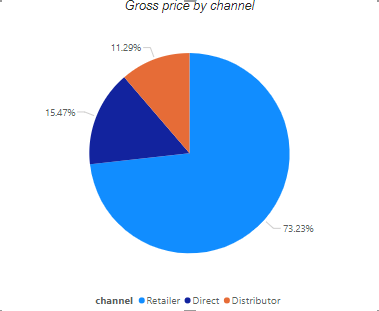 Gross price by channel
11.29%
15.47%
73.23%
channel Retailer Direct Distributor